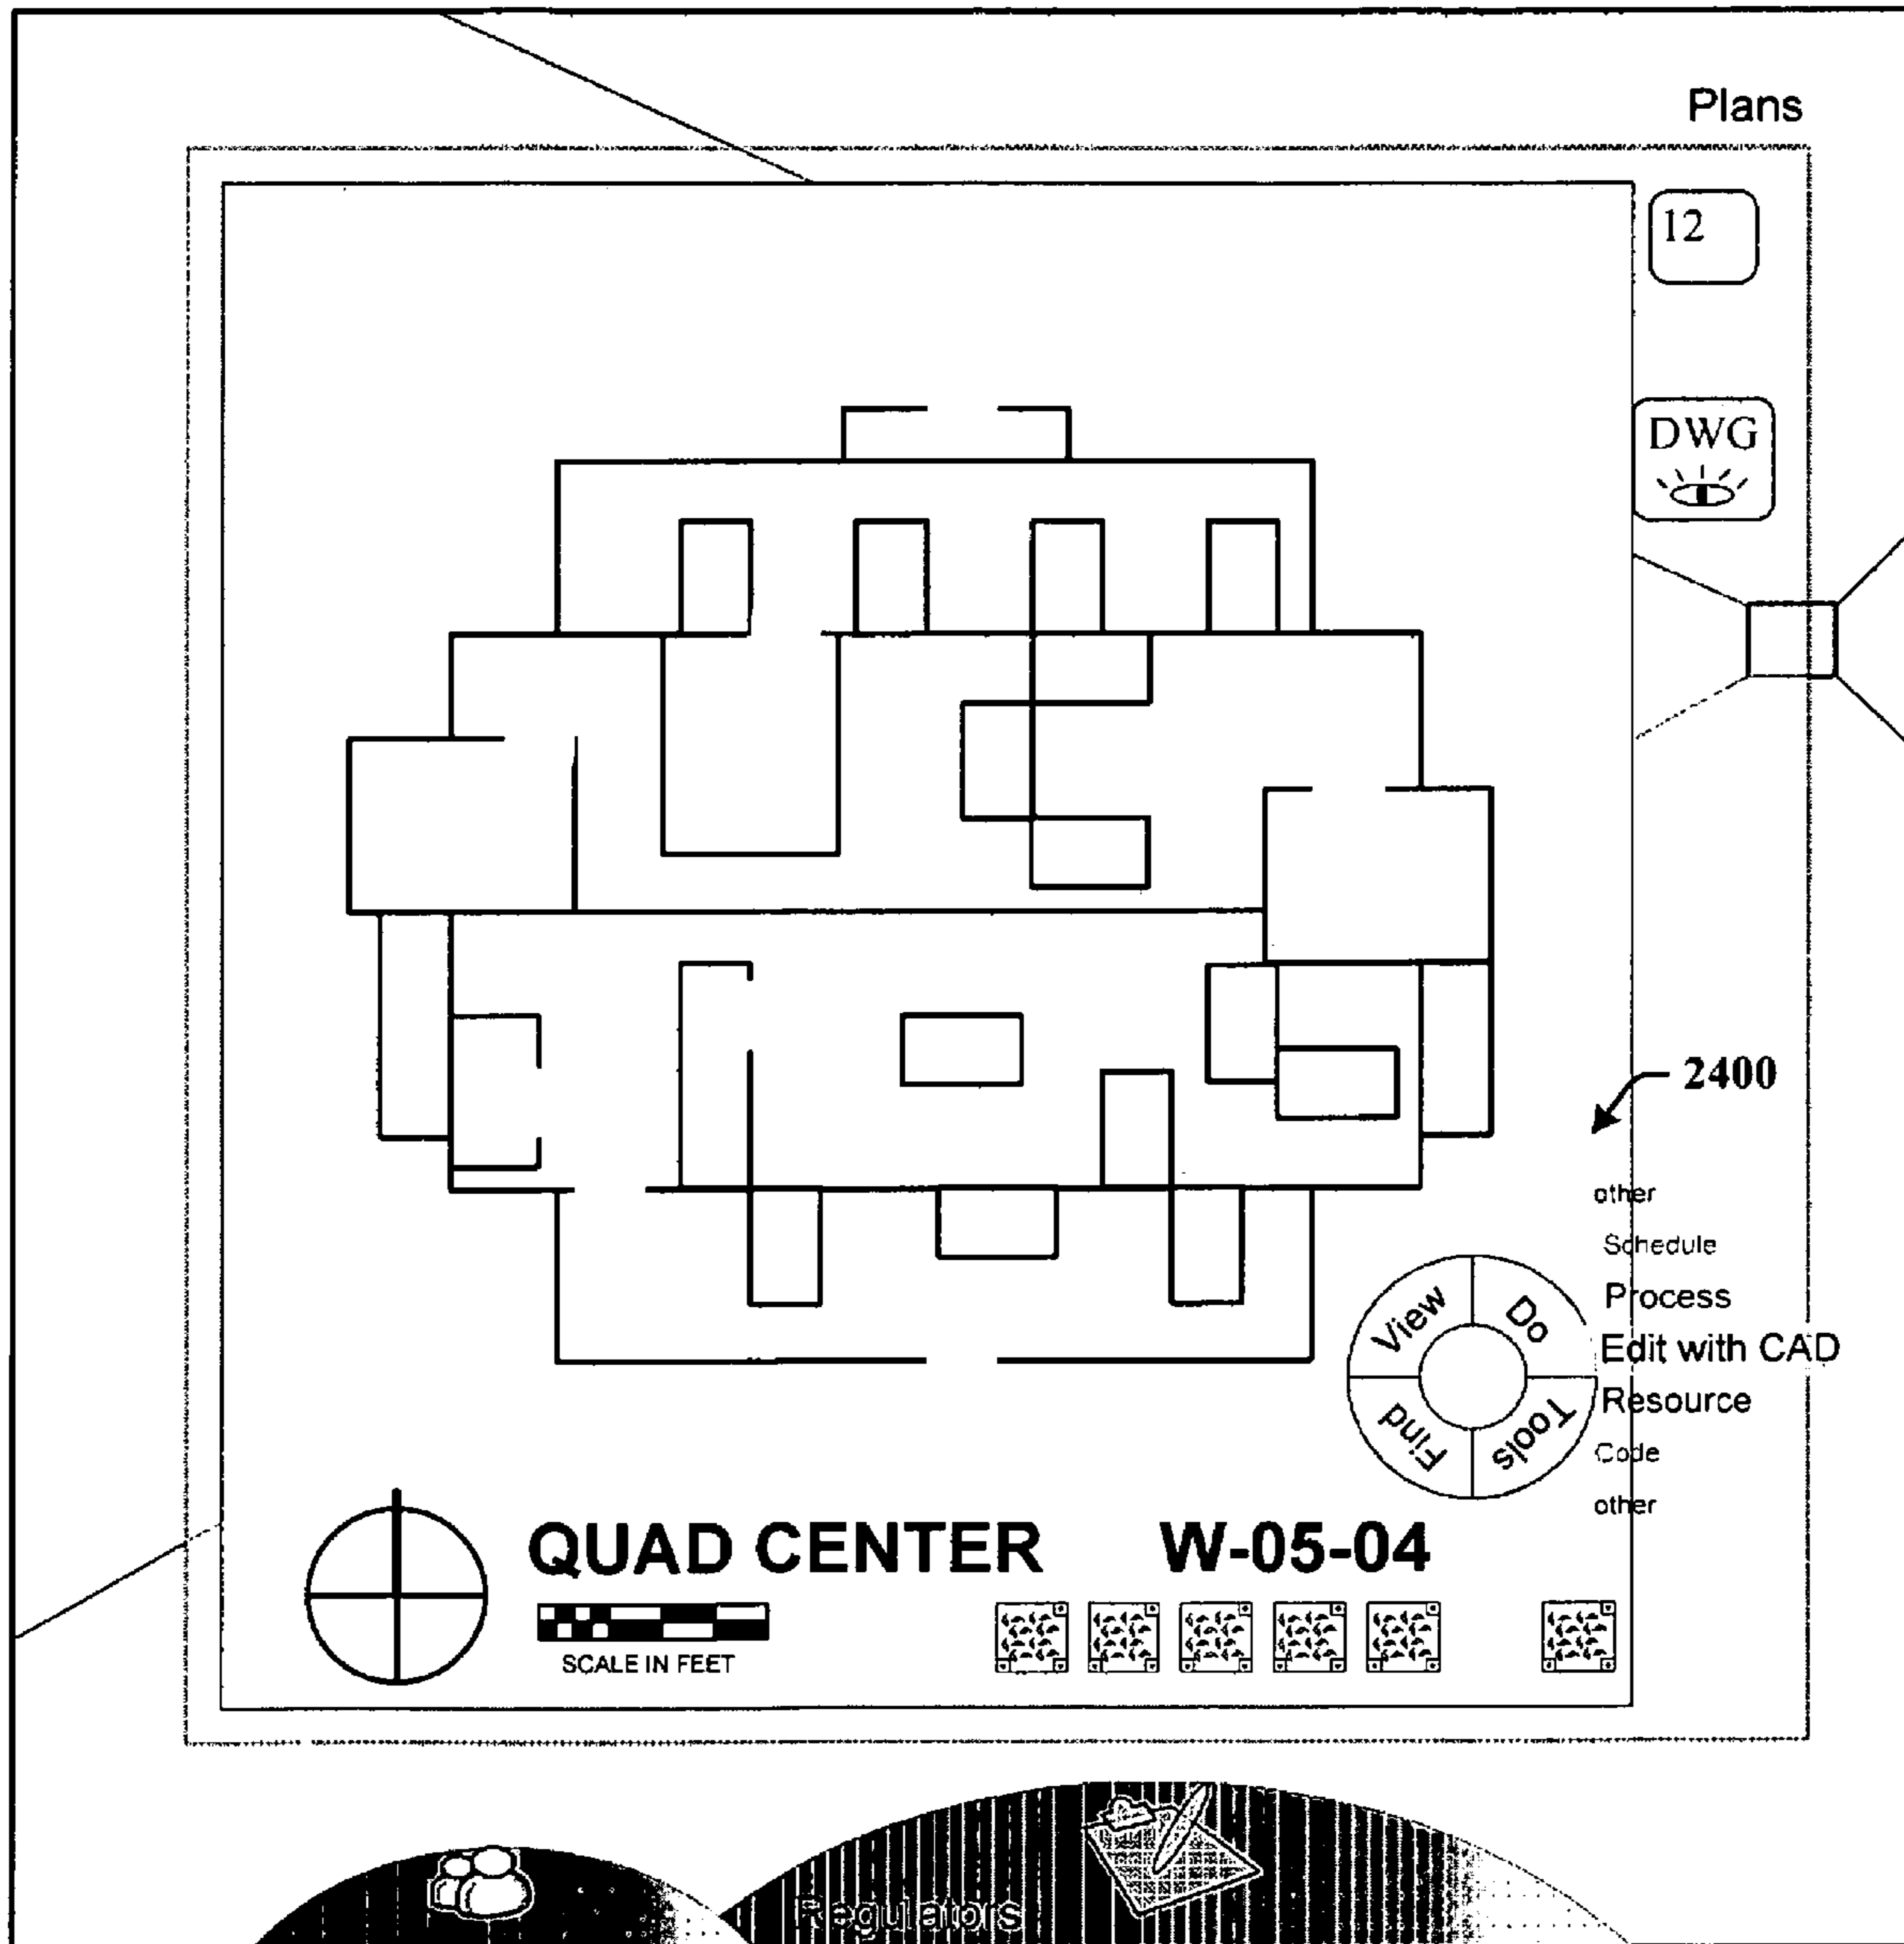 Plans
12
DWG
2400
other
Schedule
Process
Edit with CAD
Resource
Code
other
View
Do
Find
Tools
QUAD CENTER W-05-04
SCALE IN FEET
Regulators